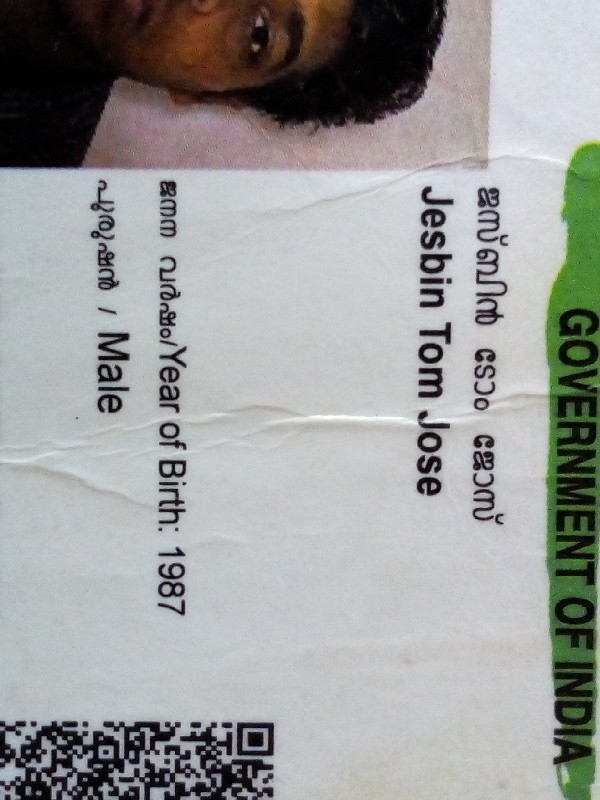 GOVERNMENT OF INDIA
ജസ്ബിൻ ടോം ജോസ്
Jesbin Tom Jose
ജനന വർഷം/Year of Birth: 1987
പുരുഷൻ / Male